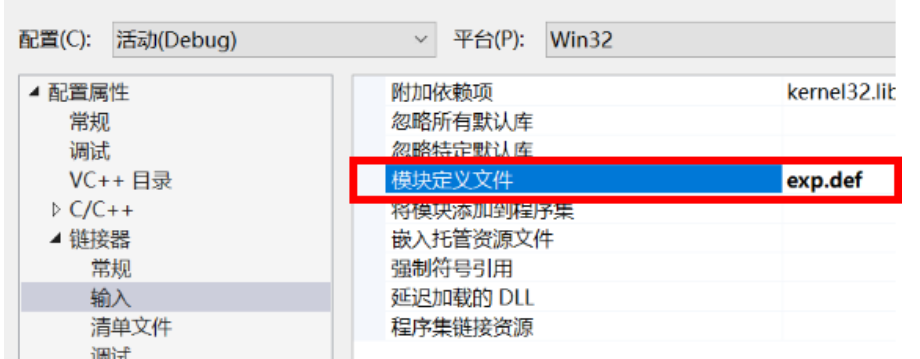 配置(C): 活动(Debug) 平台(P): Win32
配置属性
常规
调试
VC++ 目录
C/C++
链接器
常规
输入
清单文件
调试
附加依赖项 kernel32.lib
忽略所有默认库
忽略特定默认库
模块定义文件 exp.def
将模块添加到程序集
嵌入托管资源文件
强制符号引用
延迟加载的 DLL
程序集链接资源